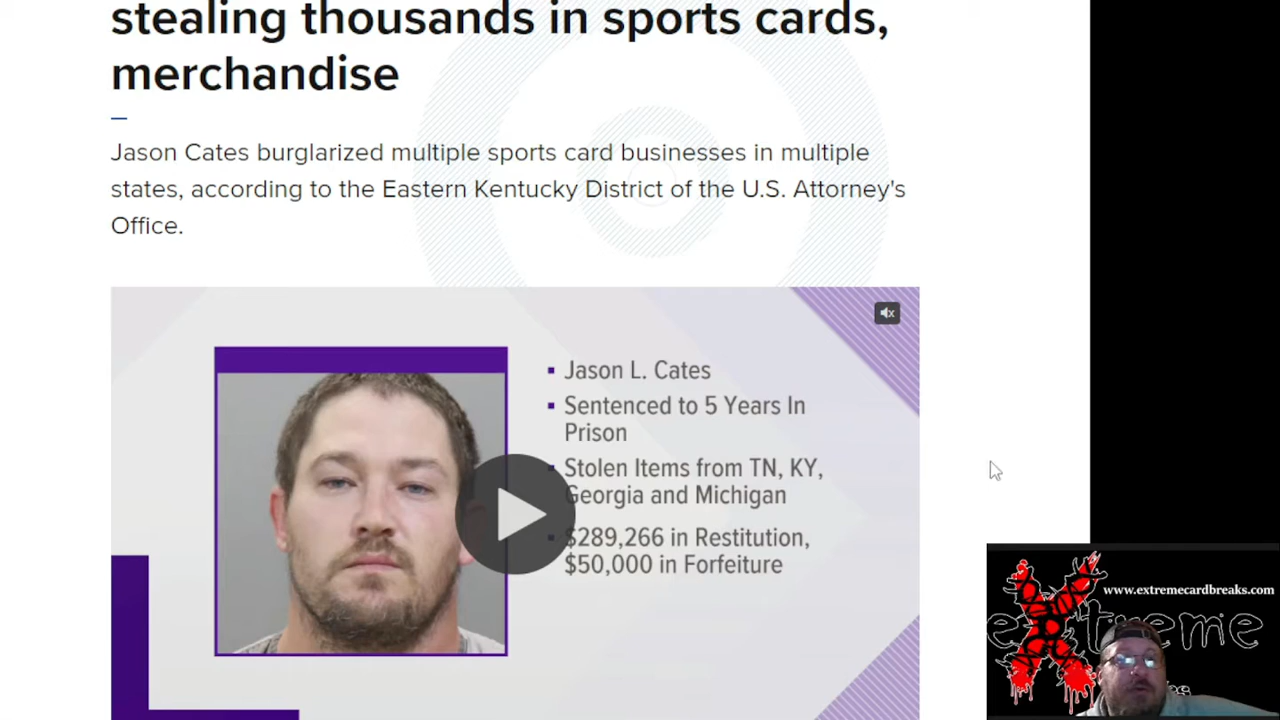 stealing thousands in sports cards,
merchandise
Jason Cates burglarized multiple sports card businesses in multiple
states, according to the Eastern Kentucky District of the U.S. Attorney's
Office.
▪ Jason L. Cates
▪ Sentenced to 5 Years In
Prison
▪ Stolen Items from TN, KY,
Georgia and Michigan
▪ $289,266 in Restitution,
$50,000 in Forfeiture
www.extremecardbreaks.com
extreme